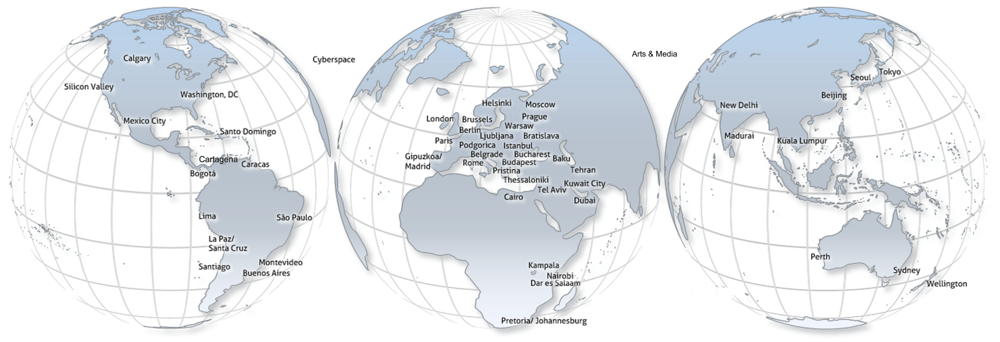 Calgary
Silicon Valley
Washington, DC
Mexico City
Santo Domingo
Cartagena
Caracas
Bogotá
Lima
São Paulo
La Paz/
Santa Cruz
Santiago
Montevideo
Buenos Aires
Cyberspace
Helsinki
Moscow
London
Brussels
Prague
Berlin
Warsaw
Ljubljana
Bratislava
Paris
Podgorica
Istanbul
Gipuzkoa/
Madrid
Belgrade
Bucharest
Baku
Rome
Budapest
Pristina
Tehran
Thessaloniki
Kuwait City
Tel Aviv
Cairo
Dubai
Kampala
Nairobi
Dar es Salaam
Pretoria/ Johannesburg
Arts & Media
Tokyo
Seoul
Beijing
New Delhi
Madurai
Kuala Lumpur
Perth
Sydney
Wellington